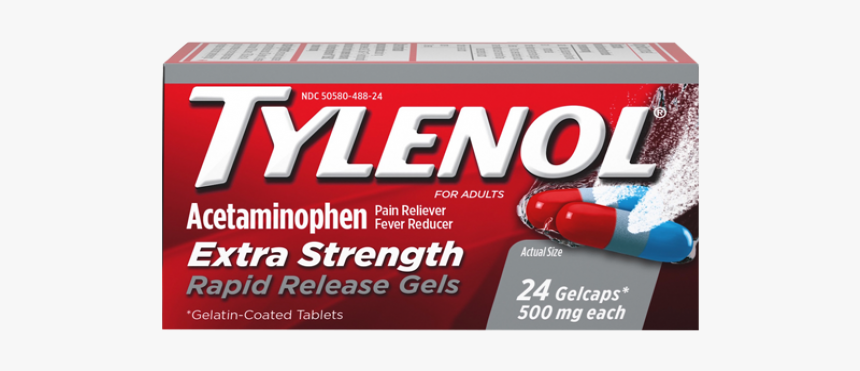 NDC 50580-488-24
TYLENOL®
FOR ADULTS
Acetaminophen Pain Reliever
Fever Reducer
Extra Strength
Rapid Release Gels
*Gelatin-Coated Tablets
Actual Size
24 Gelcaps*
500 mg each